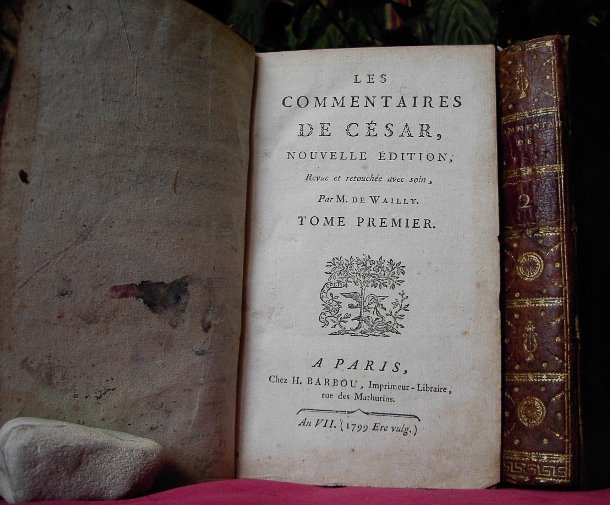 LES
COMMENTAIRES
DE CÉSAR,
NOUVELLE ÉDITION,
Revue et retouchée avec soin,
Par M. DE WAILLY.
TOME PREMIER.
A PARIS,
Chez H. BARBOU, Imprimeur-Libraire,
rue des Mathurins.
An VII. (1799 Ere vulg.)
DE
2